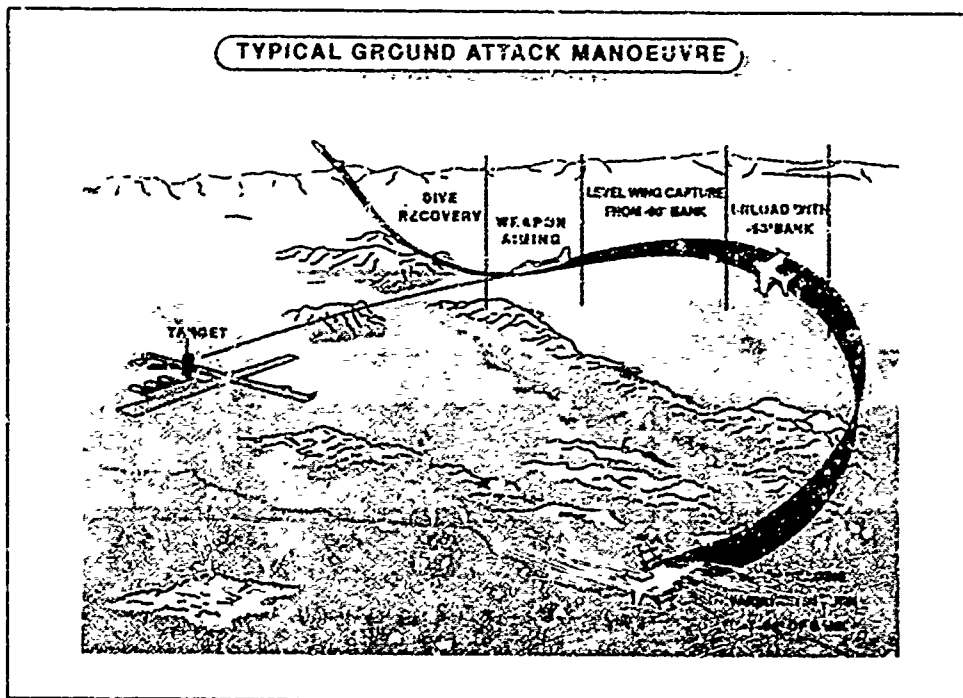 TYPICAL GROUND ATTACK MANOEUVRE
DIVE
RECOVERY
WEAPON
AIMING
LEVEL WING CAPTURE
FROM BANK
UNLOAD WITH
BANK
TARGET